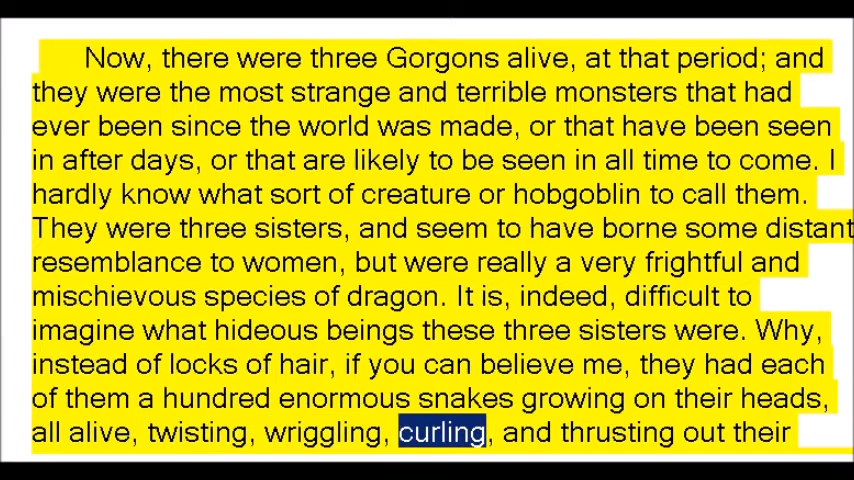 Now, there were three Gorgons alive, at that period; and
they were the most strange and terrible monsters that had
ever been since the world was made, or that have been seen
in after days, or that are likely to be seen in all time to come. I
hardly know what sort of creature or hobgoblin to call them.
They were three sisters, and seem to have borne some distant
resemblance to women, but were really a very frightful and
mischievous species of dragon. It is, indeed, difficult to
imagine what hideous beings these three sisters were. Why,
instead of locks of hair, if you can believe me, they had each
of them a hundred enormous snakes growing on their heads,
all alive, twisting, wriggling, curling, and thrusting out their